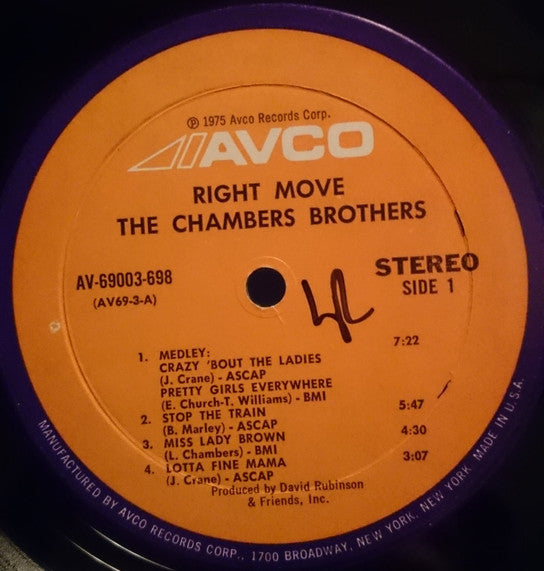 ℗ 1975 Avco Records Corp.
AVCO
RIGHT MOVE
THE CHAMBERS BROTHERS
AV-69003-698
(AV69-3-A)
STEREO
SIDE 1
1. MEDLEY: 7:22
CRAZY 'BOUT THE LADIES
(J. Crane) - ASCAP
PRETTY GIRLS EVERYWHERE
(E. Church-T. Williams) - BMI
2. STOP THE TRAIN 5:47
(B. Marley) - ASCAP
3. MISS LADY BROWN 4:30
(L. Chambers) - BMI
4. LOTTA FINE MAMA 3:07
(J. Crane) - ASCAP
Produced by David Rubinson
& Friends, Inc.
MANUFACTURED BY AVCO RECORDS CORP., 1700 BROADWAY, NEW YORK, NEW YORK. MADE IN U.S.A.